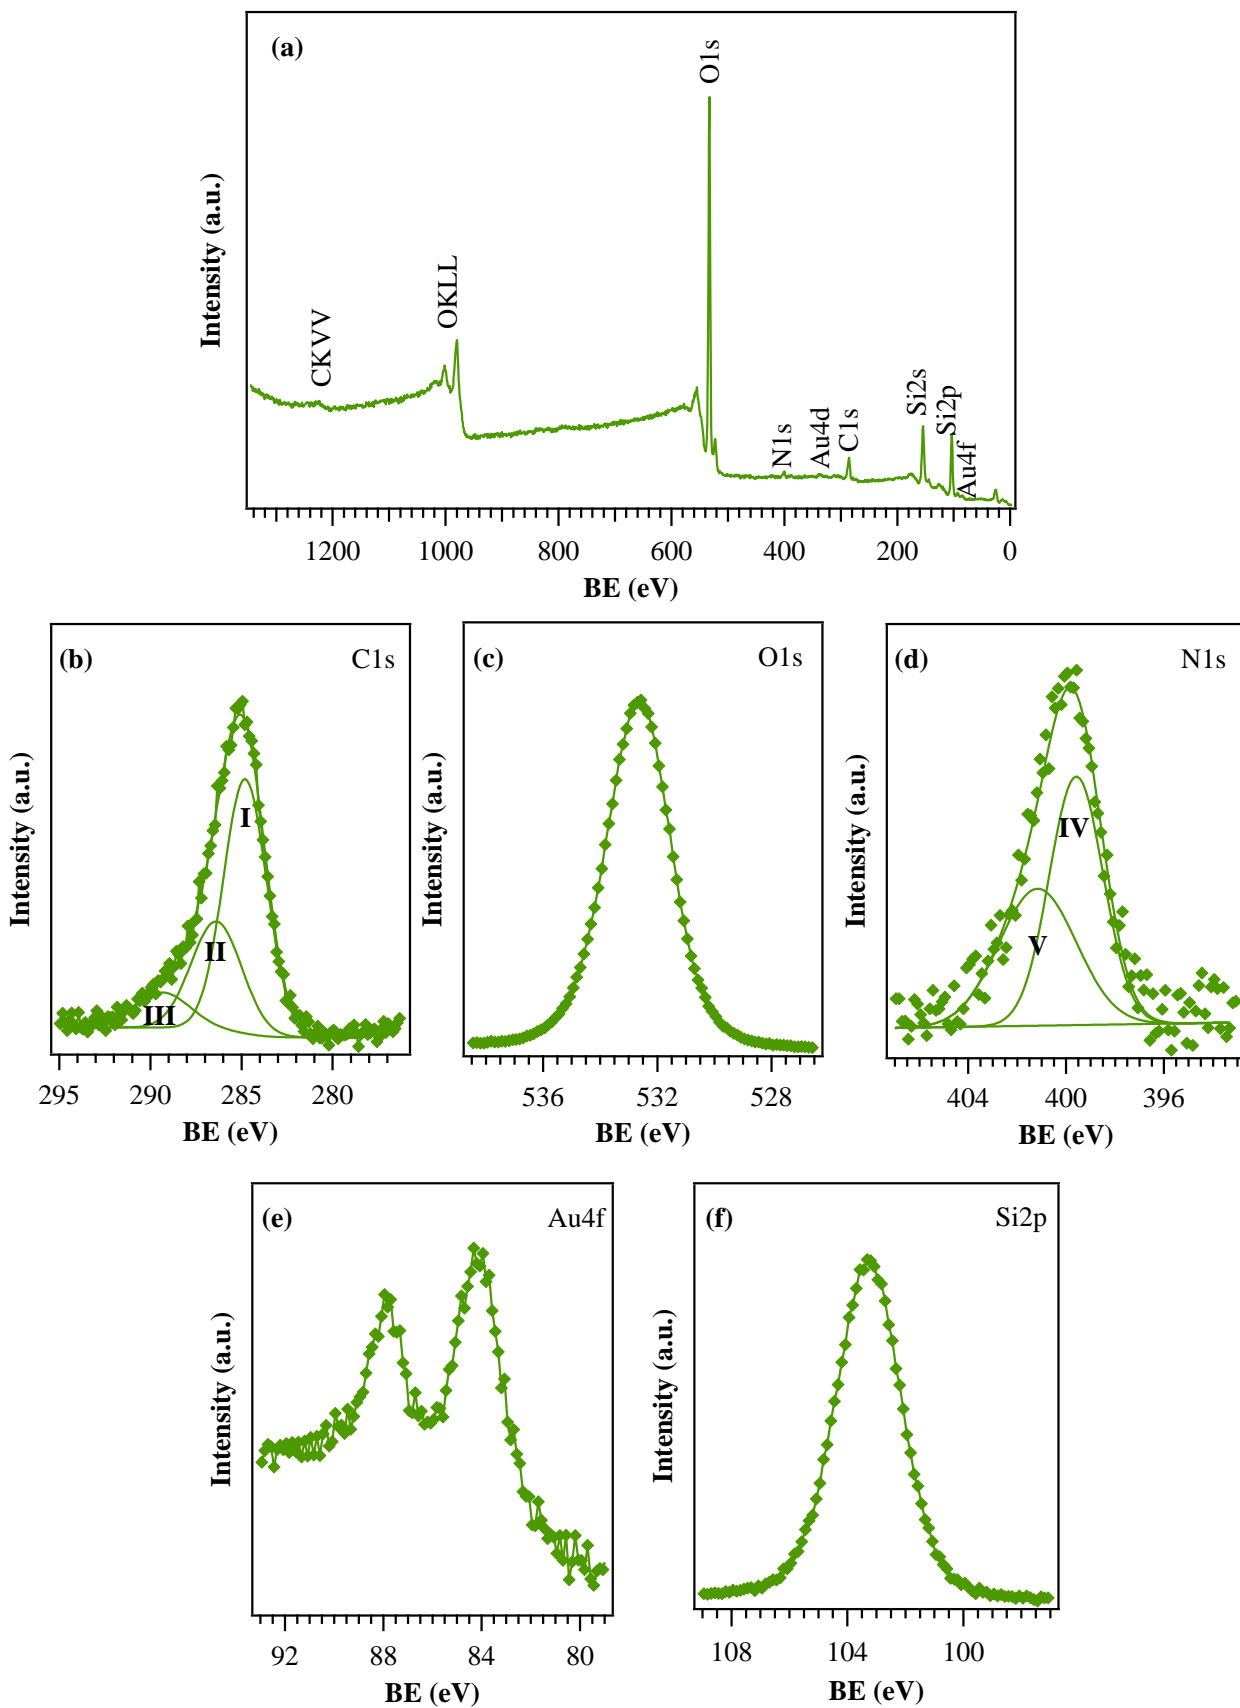 (a)
O1s
CKVV
OKLL
N1s
Au4d
C1s
Si2s
Si2p
Au4f
Intensity (a.u.)
1200 1000 800 600 400 200 0
BE (eV)
(b) C1s
I
II
III
Intensity (a.u.)
295 290 285 280
BE (eV)
(c) O1s
Intensity (a.u.)
536 532 528
BE (eV)
(d) N1s
IV
V
Intensity (a.u.)
404 400 396
BE (eV)
(e) Au4f
Intensity (a.u.)
92 88 84 80
BE (eV)
(f) Si2p
Intensity (a.u.)
108 104 100
BE (eV)